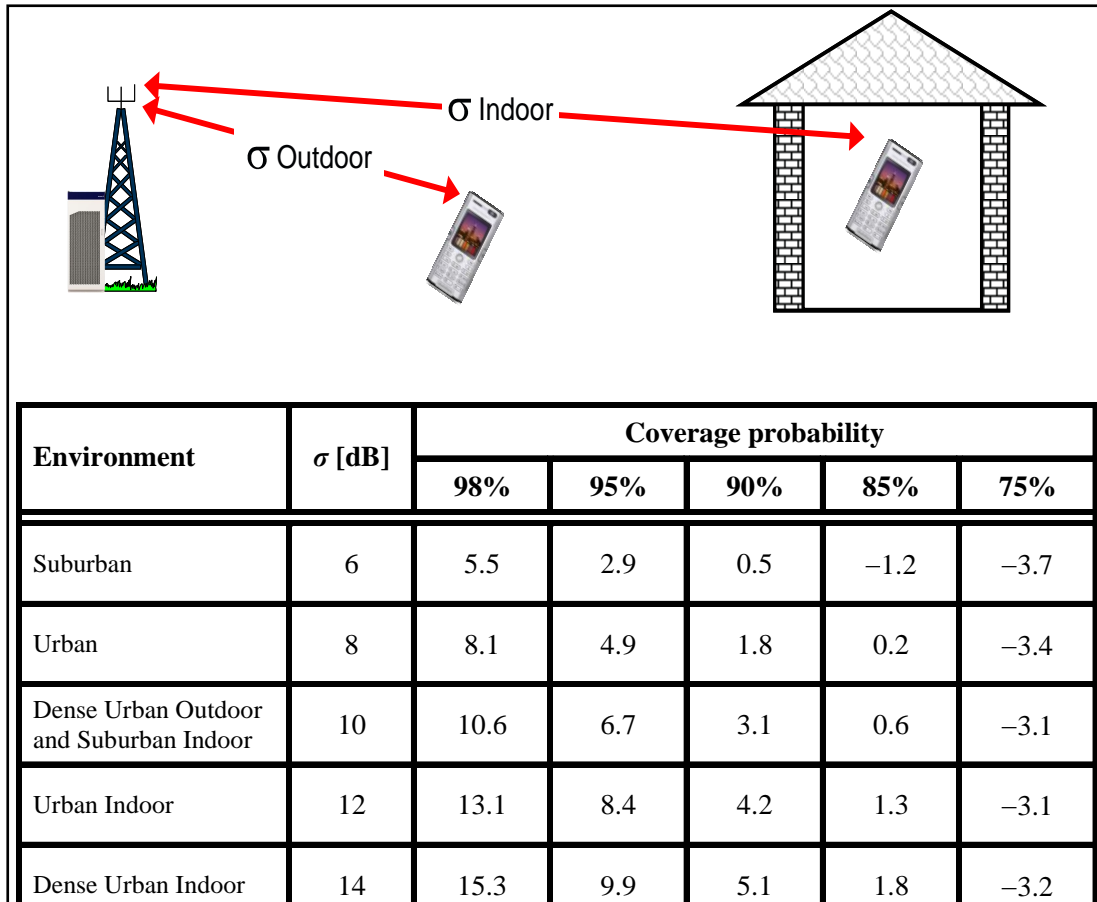 σ Indoor
σ Outdoor
Environment σ [dB] Coverage probability
98% 95% 90% 85% 75%
Suburban 6 5.5 2.9 0.5 −1.2 −3.7
Urban 8 8.1 4.9 1.8 0.2 −3.4
Dense Urban Outdoor
and Suburban Indoor 10 10.6 6.7 3.1 0.6 −3.1
Urban Indoor 12 13.1 8.4 4.2 1.3 −3.1
Dense Urban Indoor 14 15.3 9.9 5.1 1.8 −3.2